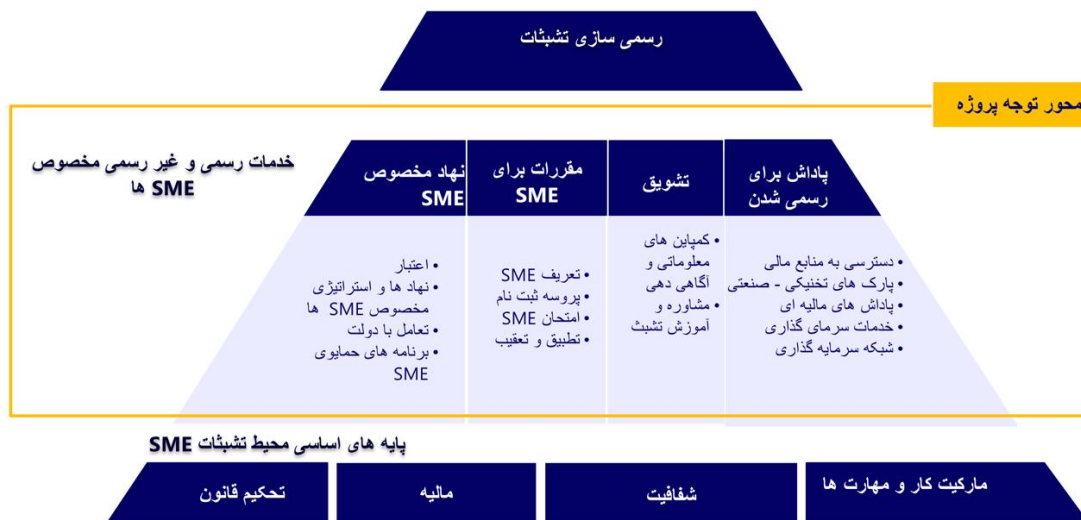 رسمی سازی تشبثات
محور توجه پروژه
خدمات رسمی و غیر رسمی مخصوص
SME ها
پاداش برای
رسمی شدن
• دسترسی به منابع مالی
• پارک های تخنیکی - صنعتی
• پاداش های مالیه ای
• خدمات سرمای گذاری
• شبکه سرمایه گذاری
تشویق
• کمپاین های
معلوماتی و
آگاهی دهی
• مشاوره و
آموزش تشبث
مقررات برای
SME
• تعریف SME
• پروسه ثبت نام
• امتحان SME
• تطبیق و تعقیب
نهاد مخصوص
SME
• اعتبار
• نهاد ها و استراتیژی
مخصوص SME ها
• تعامل با دولت
• برنامه های حمایوی
SME
پایه های اساسی محیط تشبثات SME
مارکیت کار و مهارت ها
شفافیت
مالیه
تحکیم قانون